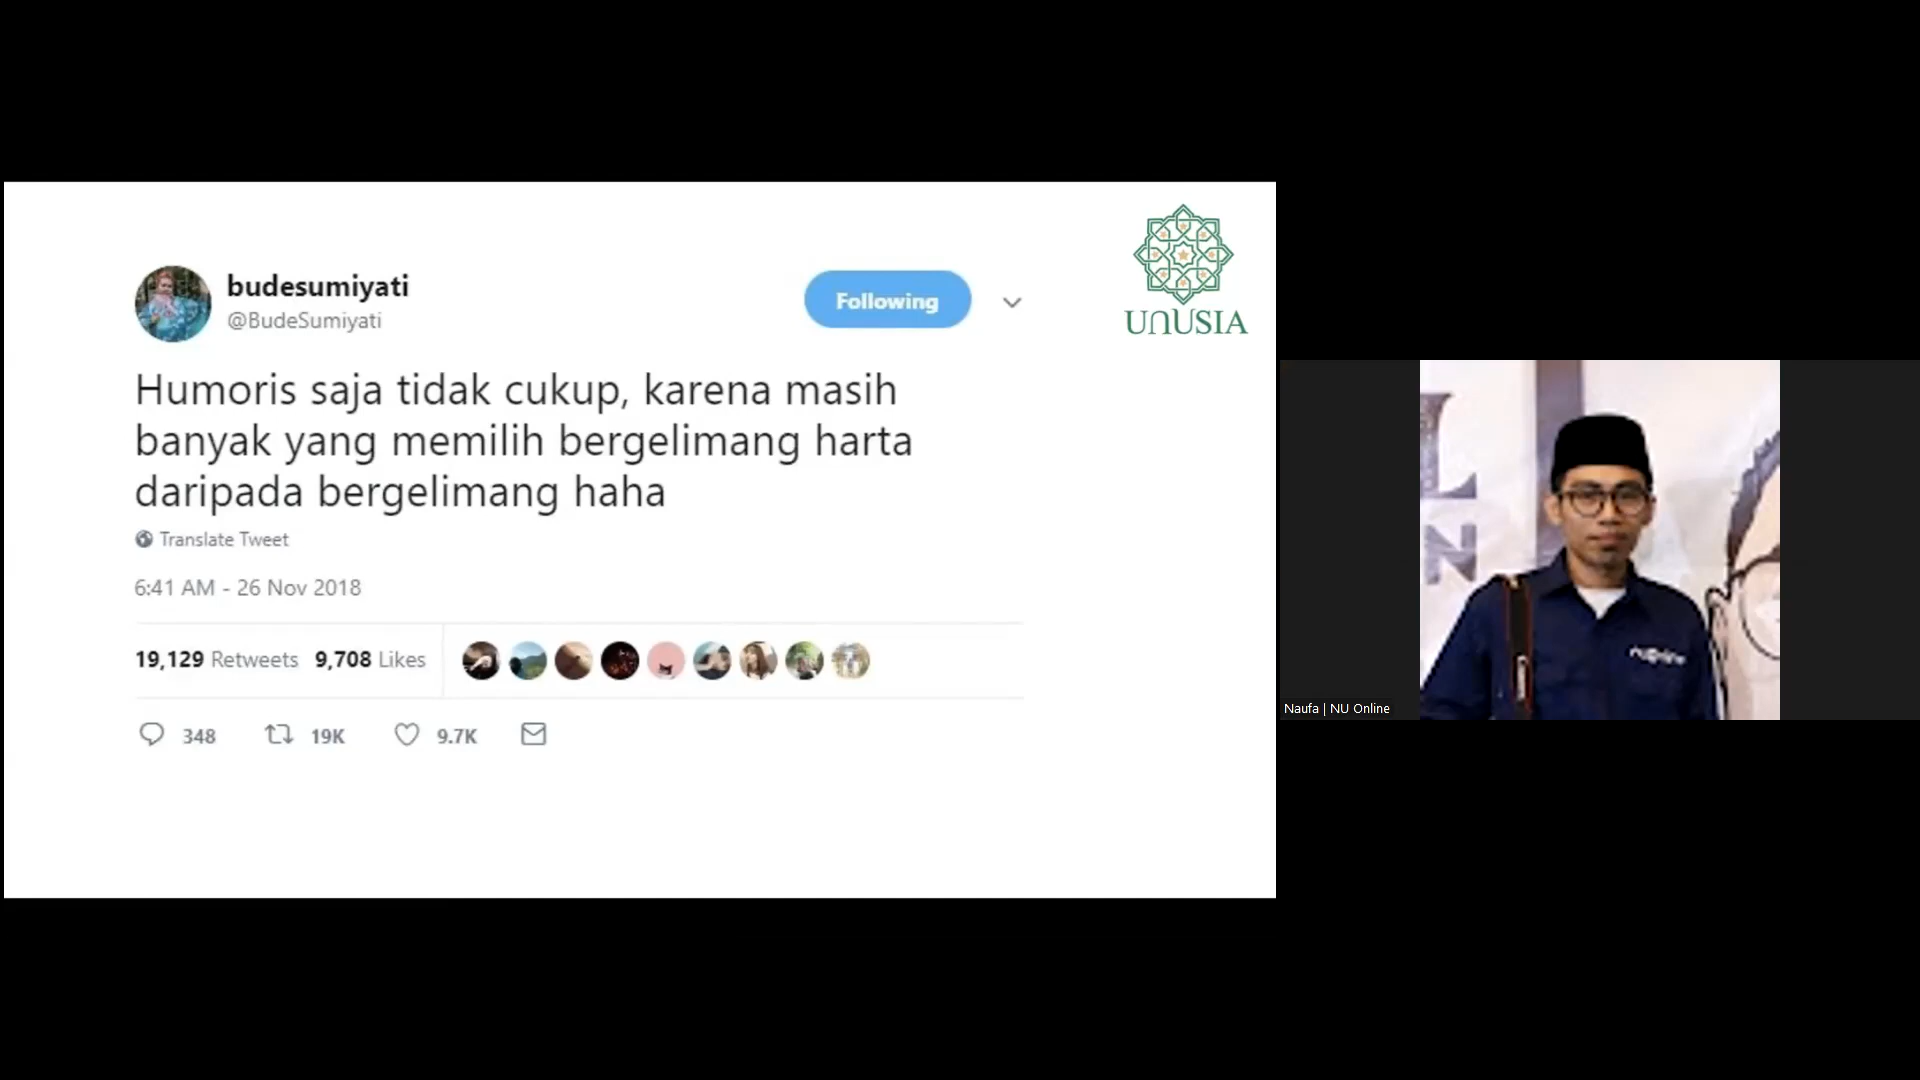 budesumiyati
@BudeSumiyati
Following
UNUSIA
Humoris saja tidak cukup, karena masih
banyak yang memilih bergelimang harta
daripada bergelimang haha
Translate Tweet
6:41 AM - 26 Nov 2018
19,129 Retweets 9,708 Likes
348 19K 9.7K
L
N
nuonline
Naufa | NU Online